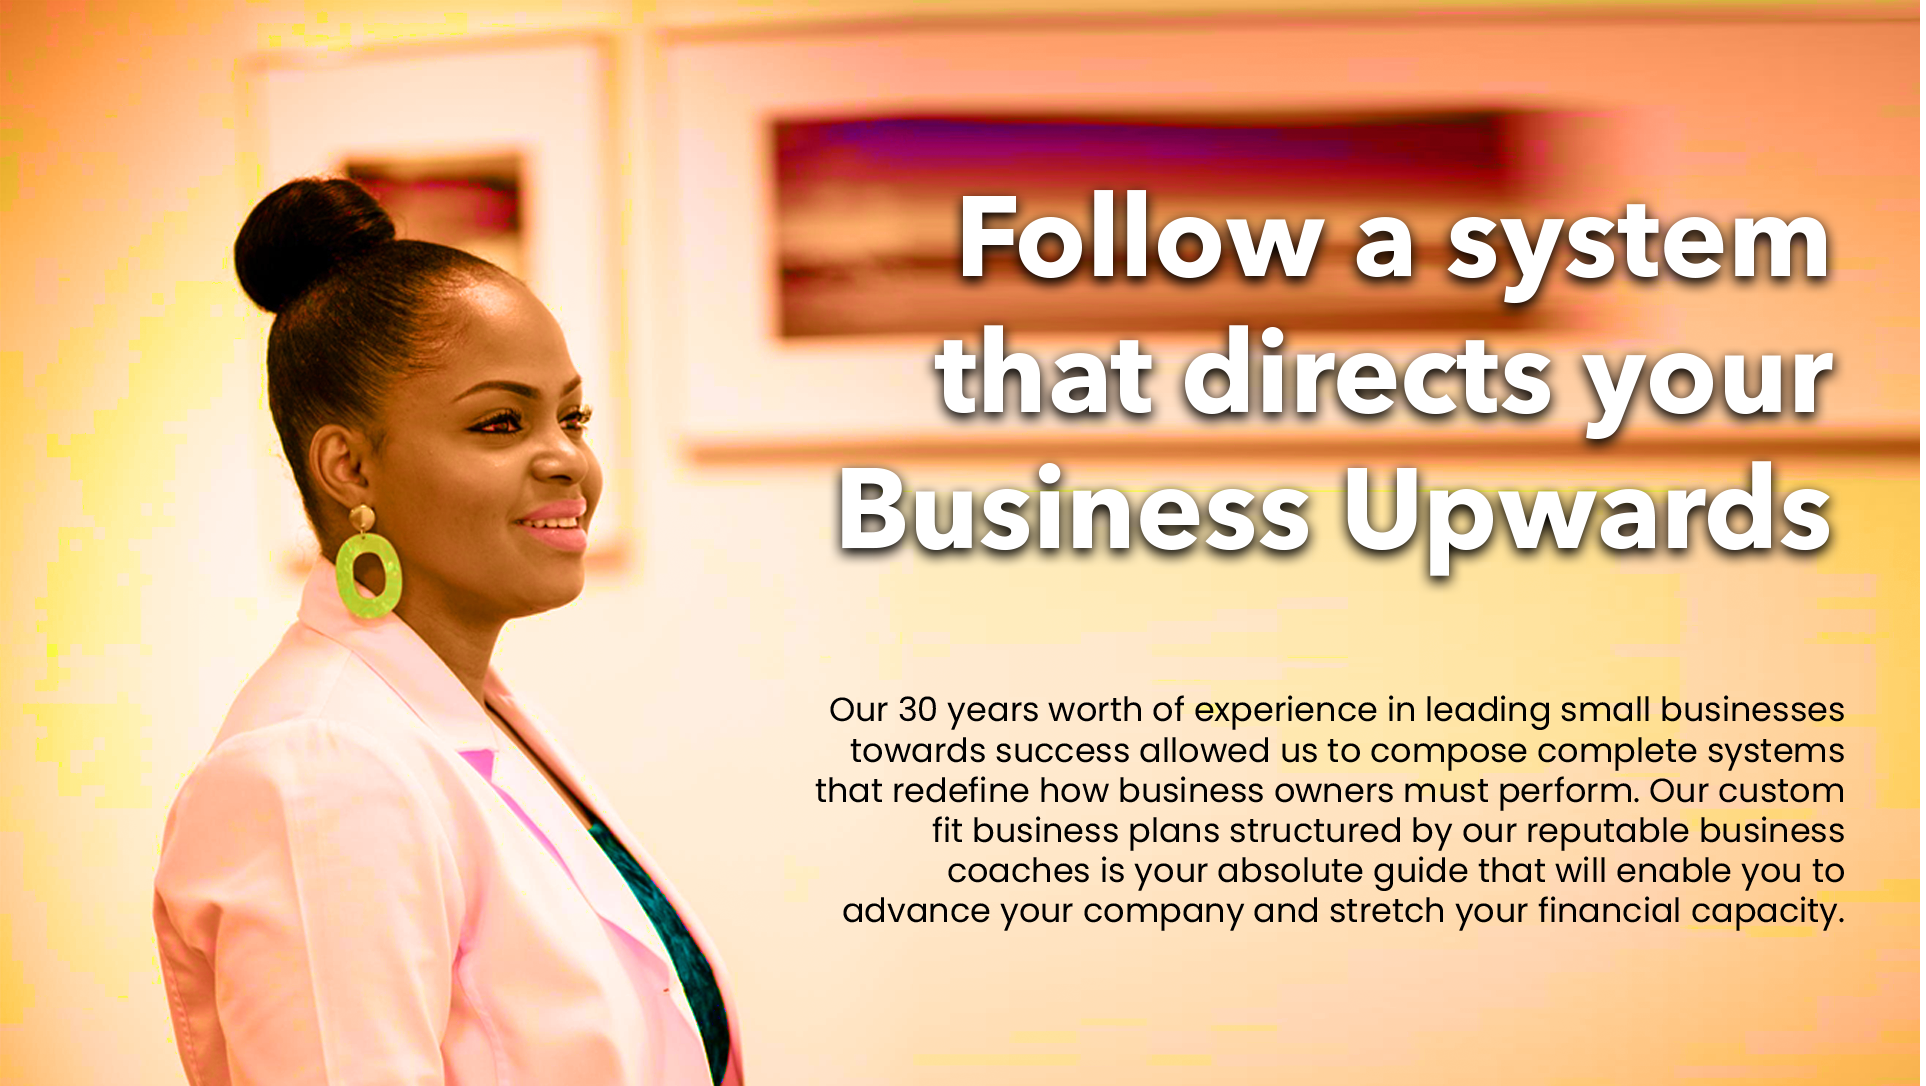 Follow a system
that directs your
Business Upwards
Our 30 years worth of experience in leading small businesses
towards success allowed us to compose complete systems
that redefine how business owners must perform. Our custom
fit business plans structured by our reputable business
coaches is your absolute guide that will enable you to
advance your company and stretch your financial capacity.